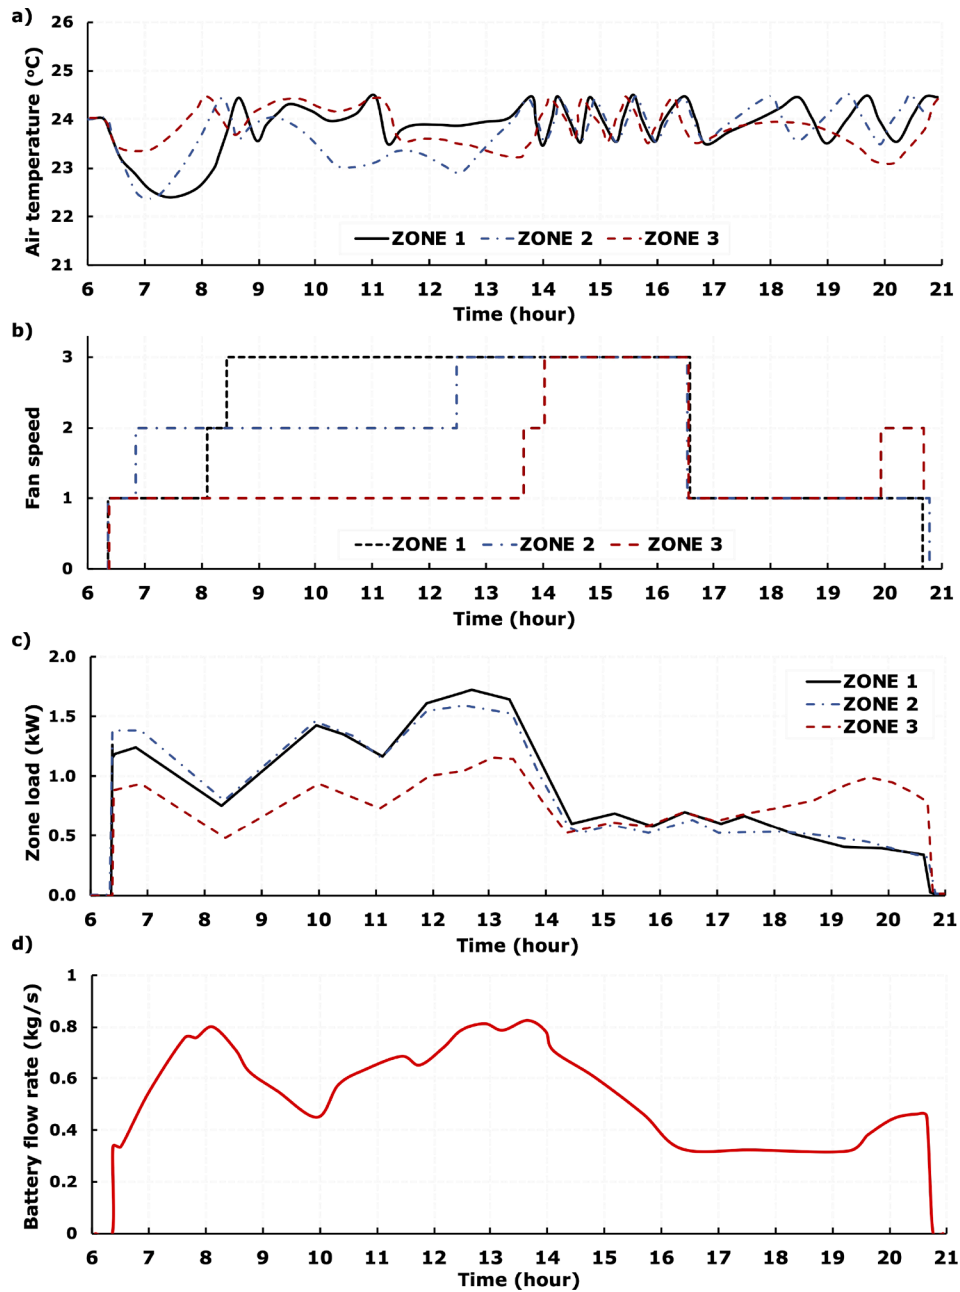 a)
Air temperature (°C)
26
25
24
23
22
21
ZONE 1 ZONE 2 ZONE 3
6 7 8 9 10 11 12 13 14 15 16 17 18 19 20 21
Time (hour)
b)
Fan speed
3
2
1
0
ZONE 1 ZONE 2 ZONE 3
6 7 8 9 10 11 12 13 14 15 16 17 18 19 20 21
Time (hour)
c)
Zone load (kW)
2.0
1.5
1.0
0.5
0.0
ZONE 1
ZONE 2
ZONE 3
6 7 8 9 10 11 12 13 14 15 16 17 18 19 20 21
Time (hour)
d)
Battery flow rate (kg/s)
1
0.8
0.6
0.4
0.2
0
6 7 8 9 10 11 12 13 14 15 16 17 18 19 20 21
Time (hour)